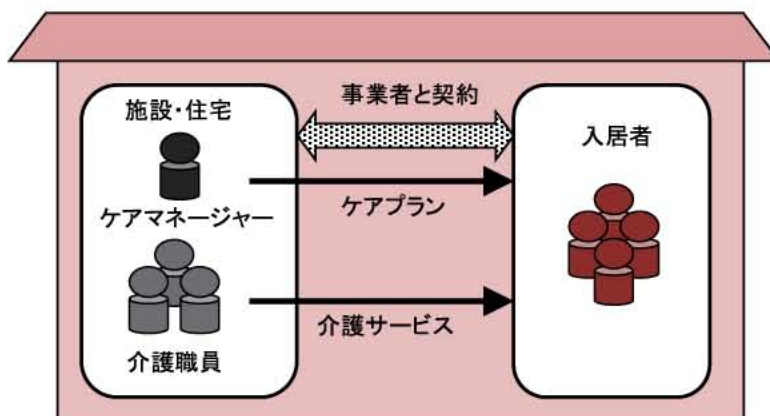 施設・住宅
ケアマネージャー
介護職員
事業者と契約
ケアプラン
介護サービス
入居者